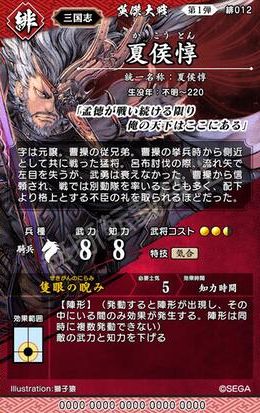 緋
三国志
英傑大戦
第1弾
緋012
かこうとん
夏侯惇
統一名称：夏侯惇
生没年：不明～220
「孟徳が戦い続ける限り
俺の天下はここにある」
字は元譲。曹操の従兄弟。曹操の挙兵時から側近
として共に戦った猛将。呂布討伐の際、流れ矢で
左目を失うが、武勇は衰えなかった。曹操から信
頼され、戦では別動隊を率いることも多く、配下
より格上とする不臣の礼を取られるほどであった。
兵種
騎兵
武力
8
知力
8
武将コスト
特技
気合
せきがんのにらみ
隻眼の睨み
必要士気
5
効果時間
知力時間
効果範囲
【陣形】（発動すると陣形が出現し、その
中にいる間のみ効果が発生する。陣形は同
時に複数発動できない）
敵の武力と知力を下げる
Illustration:獅子猿
©SEGA
0000-0000-0000-0000-0000